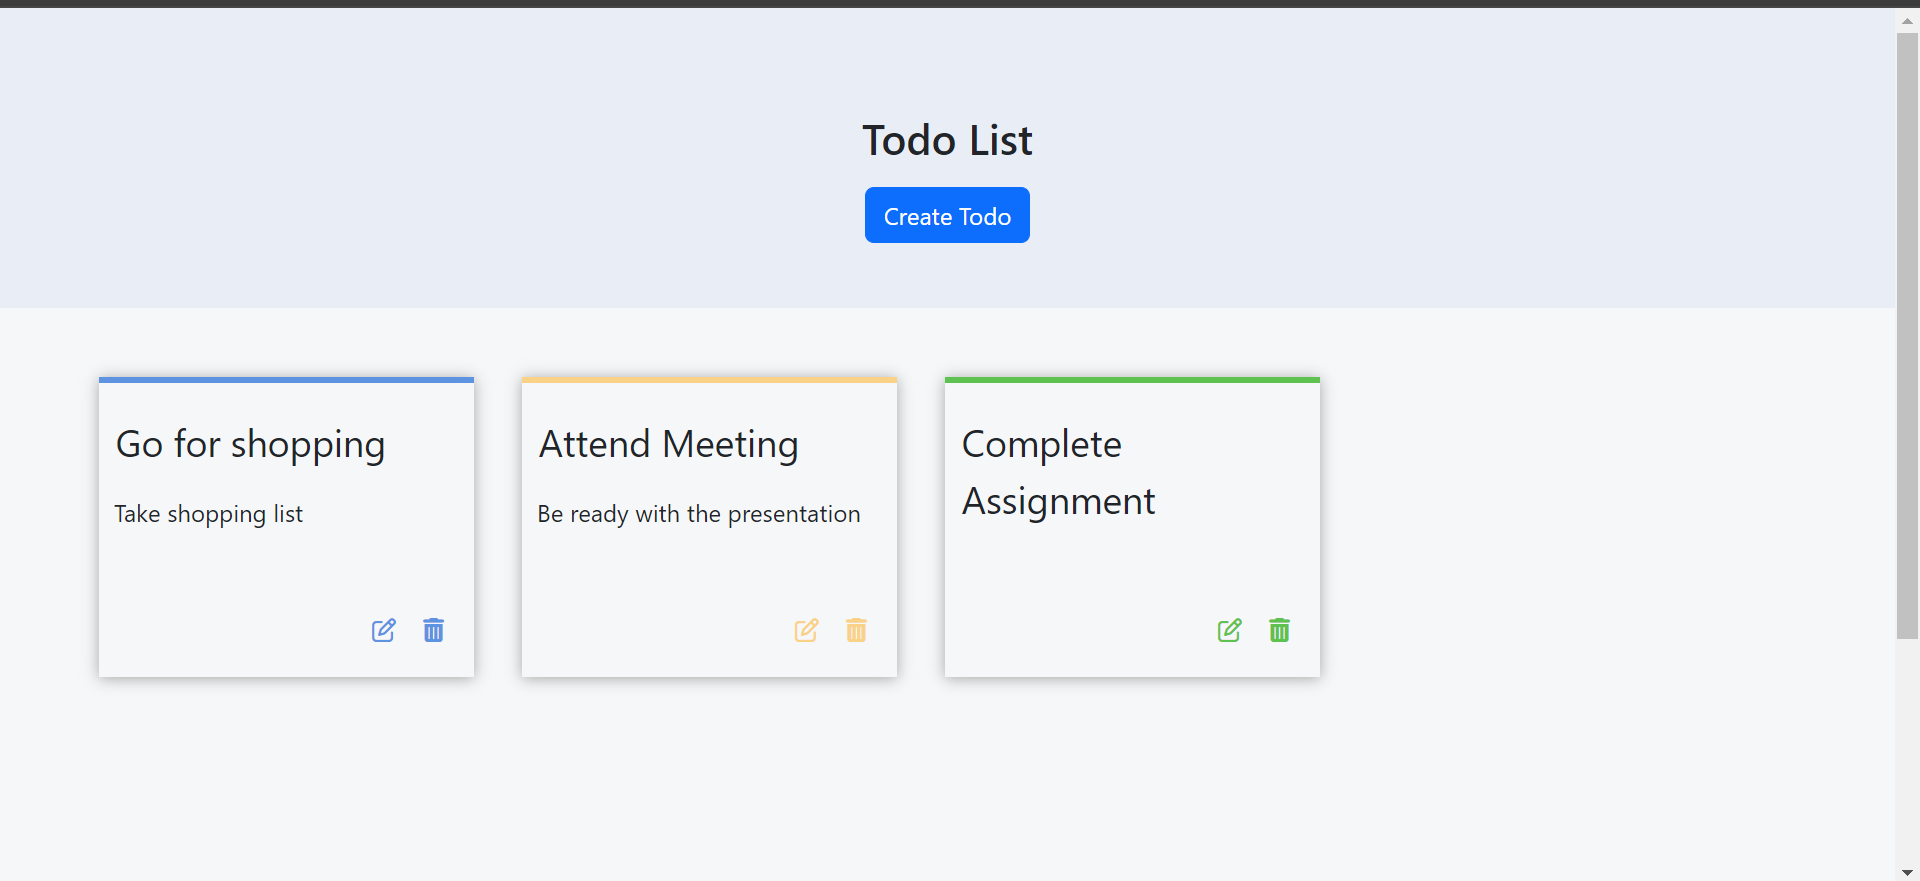 Todo List
Create Todo
Go for shopping
Take shopping list
Attend Meeting
Be ready with the presentation
Complete
Assignment